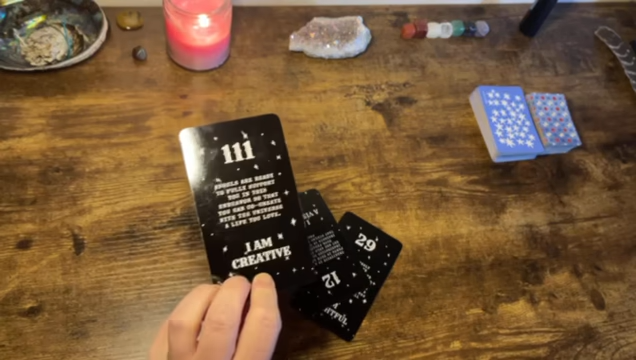 111
ANGELS ARE READY
TO FULLY SUPPORT
YOU IN THIS
ENDEAVOR SO THAT
YOU CAN CO-CREATE
WITH THE UNIVERSE
A LIFE YOU LOVE.
I AM
CREATIVE
29
12